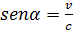 senα = v/c